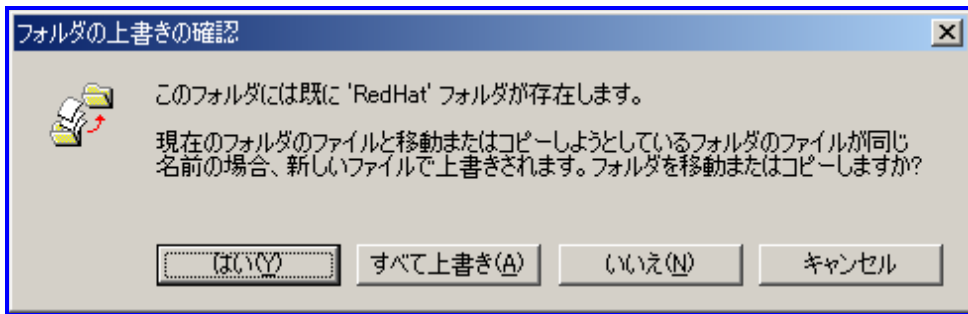 フォルダの上書きの確認
このフォルダには既に 'RedHat' フォルダが存在します。
現在のフォルダのファイルと移動またはコピーしようとしているフォルダのファイルが同じ
名前の場合、新しいファイルで上書きされます。フォルダを移動またはコピーしますか?
はい(Y) すべて上書き(A) いいえ(N) キャンセル